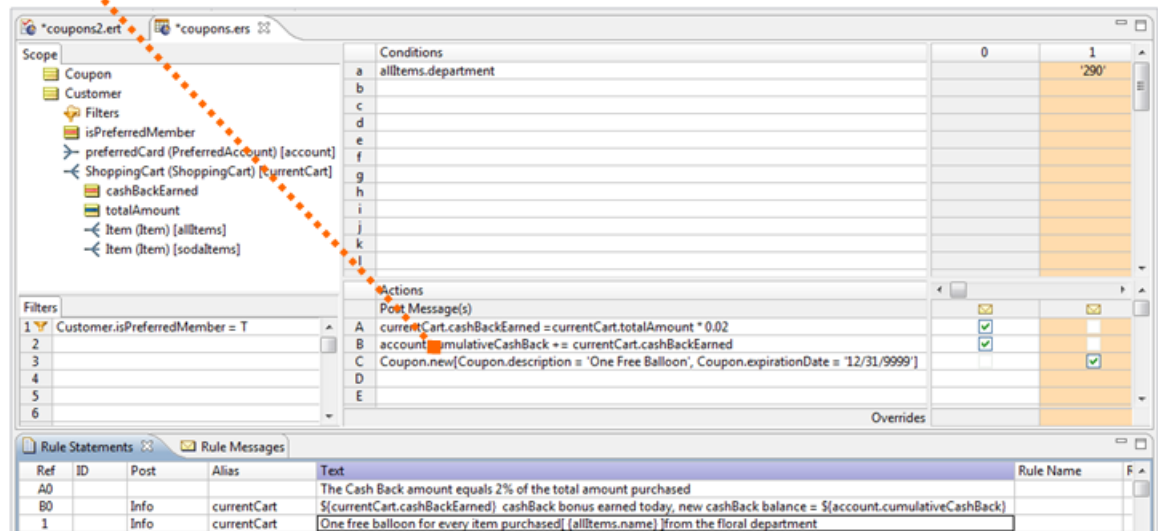 *coupons2.ert *coupons.ers
Scope
Coupon
Customer
Filters
isPreferredMember
preferredCard (PreferredAccount) [account]
ShoppingCart (ShoppingCart) [currentCart]
cashBackEarned
totalAmount
Item (Item) [allItems]
Item (Item) [sodaItems]
Conditions 0 1
a allItems.department '290'
b
c
d
e
f
g
h
i
j
k
l
Filters
1 Customer.isPreferredMember = T
2
3
4
5
6
Actions
Post Message(s)
A currentCart.cashBackEarned = currentCart.totalAmount * 0.02
B account cumulativeCashBack += currentCart.cashBackEarned
C Coupon.new[Coupon.description = 'One Free Balloon', Coupon.expirationDate = '12/31/9999']
D
E
Overrides
Rule Statements Rule Messages
Ref ID Post Alias Text Rule Name
A0 The Cash Back amount equals 2% of the total amount purchased
B0 Info currentCart ${currentCart.cashBackEarned} cashBack bonus earned today, new cashBack balance = ${account.cumulativeCashBack}
1 Info currentCart One free balloon for every item purchased[ {allItems.name} ]from the floral department